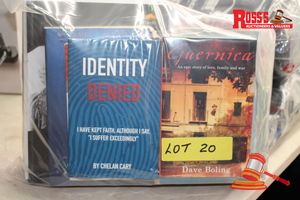 ROSS'S
AUCTIONEERS & VALUERS
IDENTITY
DENIED
I HAVE KEPT FAITH, ALTHOUGH I SAY,
"I SUFFER EXCEEDINGLY"
BY CHELAN CARY
Guernica
An epic story of love, family and war
LOT 20
Dave Boling